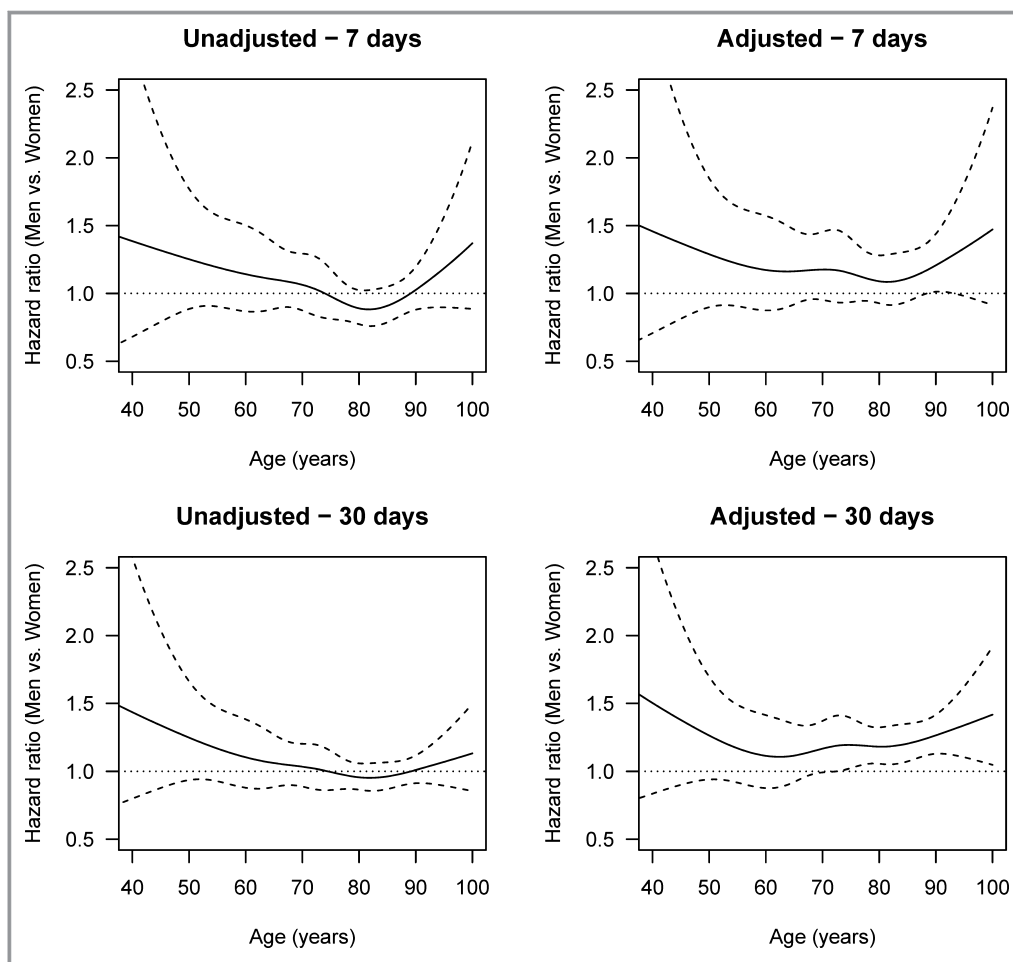 Unadjusted − 7 days
Hazard ratio (Men vs. Women)
2.5
2.0
1.5
1.0
0.5
40 50 60 70 80 90 100
Age (years)
Adjusted − 7 days
Hazard ratio (Men vs. Women)
2.5
2.0
1.5
1.0
0.5
40 50 60 70 80 90 100
Age (years)
Unadjusted − 30 days
Hazard ratio (Men vs. Women)
2.5
2.0
1.5
1.0
0.5
40 50 60 70 80 90 100
Age (years)
Adjusted − 30 days
Hazard ratio (Men vs. Women)
2.5
2.0
1.5
1.0
0.5
40 50 60 70 80 90 100
Age (years)